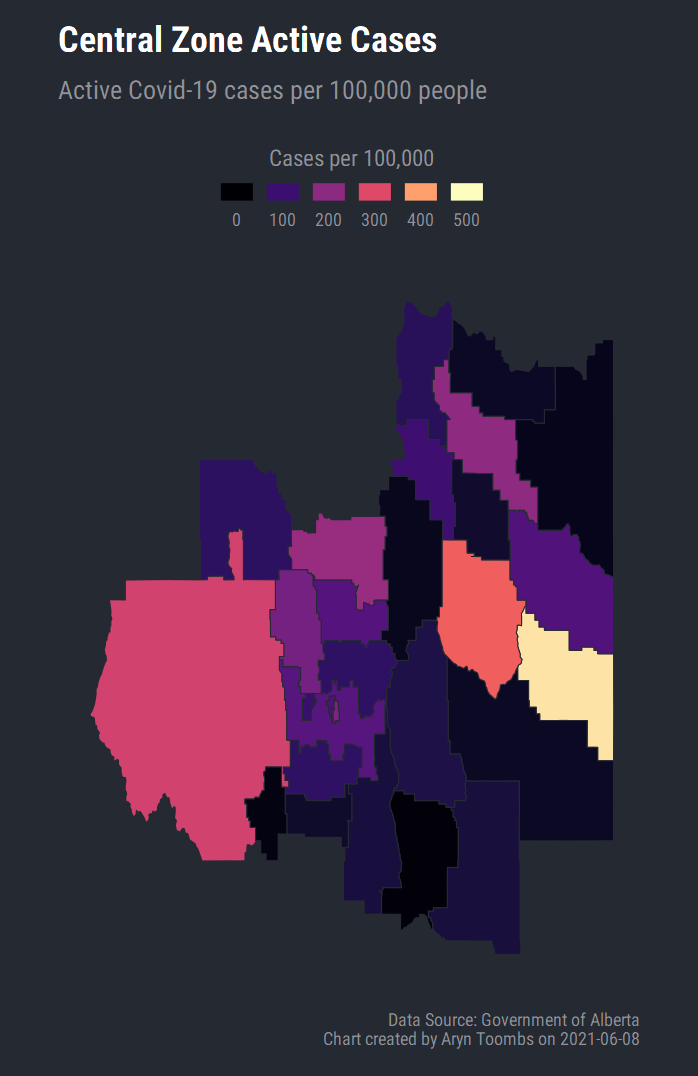 Central Zone Active Cases
Active Covid-19 cases per 100,000 people
Cases per 100,000
0 100 200 300 400 500
Data Source: Government of Alberta
Chart created by Aryn Toombs on 2021-06-08